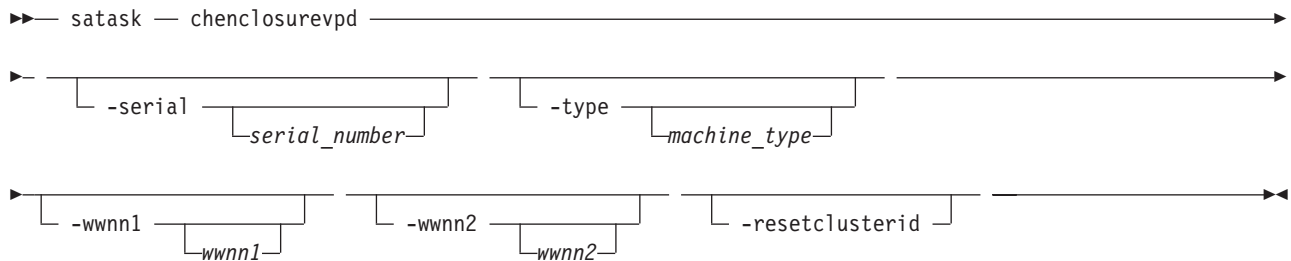 satask chenclosurevpd
-serial -type
serial_number machine_type
-wwnn1 -wwnn2 -resetclusterid
wwnn1 wwnn2